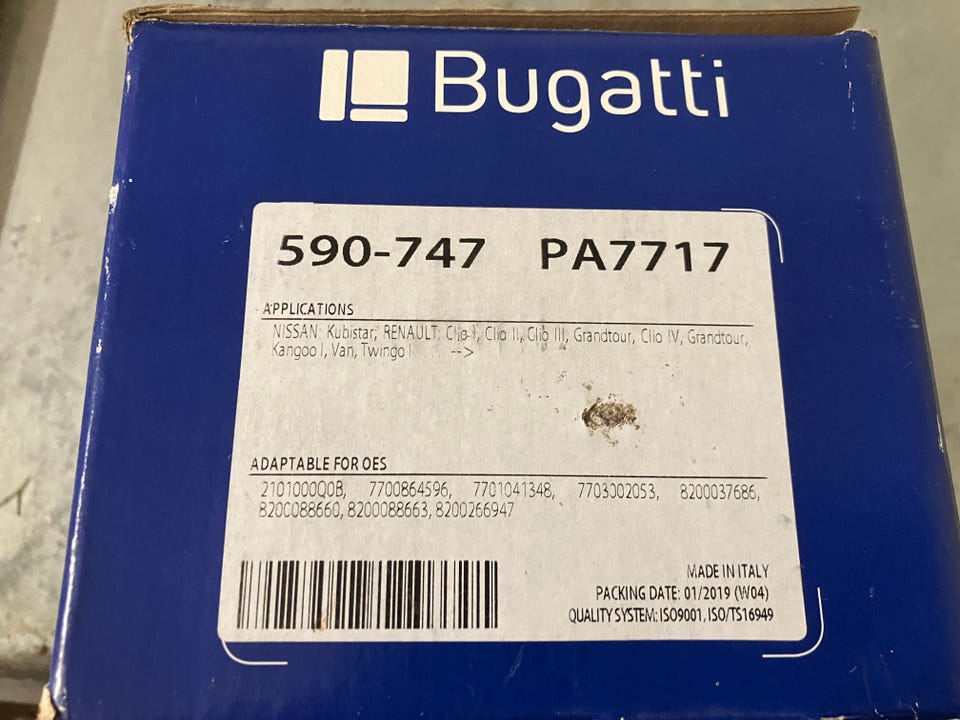 Bugatti
590-747 PA7717
APPLICATIONS
NISSAN: Kubistar, RENAULT: Clio I, Clio II, Clio III, Grandtour, Clio IV, Grandtour,
Kangoo I, Van, Twingo I -->
ADAPTABLE FOR OES
2101000Q0B, 7700864596, 7701041348, 7703002053, 8200037686,
8200088660, 8200088663, 8200266947
MADE IN ITALY
PACKING DATE: 01/2019 (W04)
QUALITY SYSTEM: ISO9001, ISO/TS16949